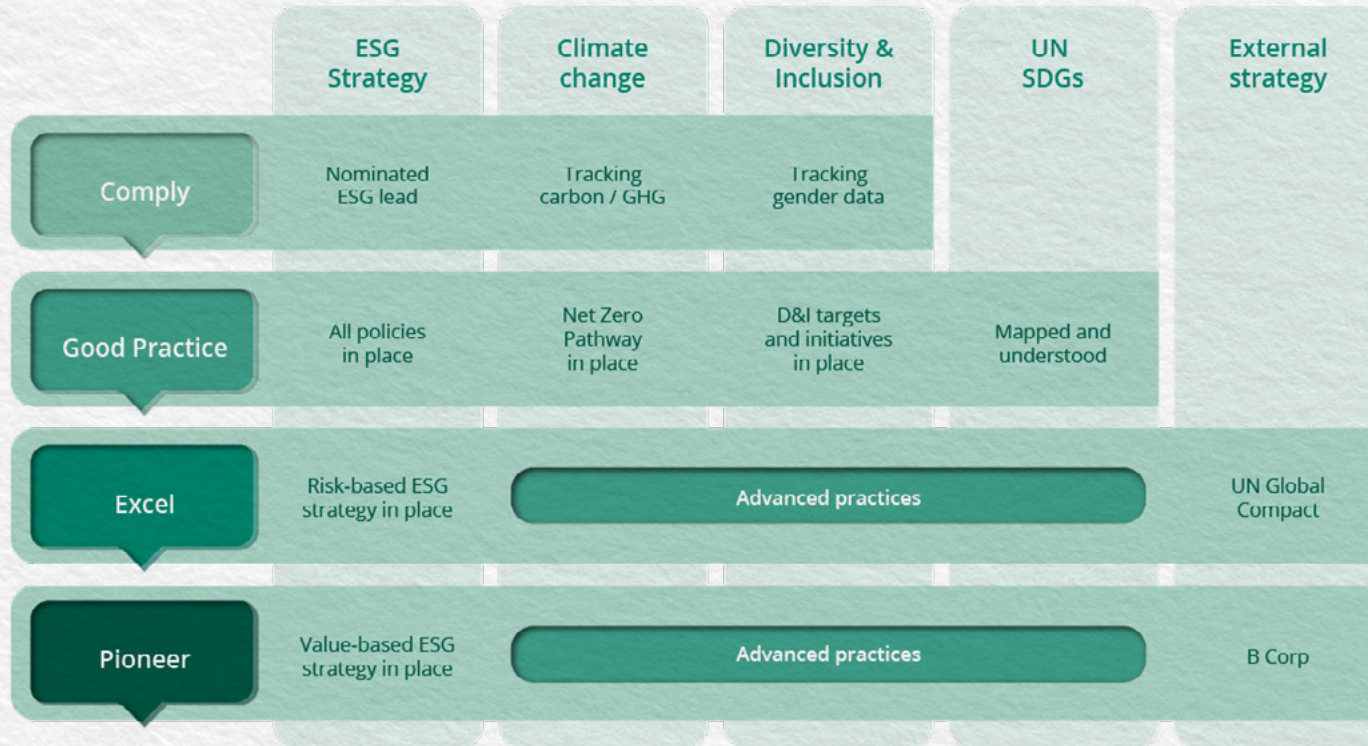 ESG
Strategy
Climate
change
Diversity &
Inclusion
UN
SDGs
External
strategy
Comply
Nominated
ESG lead
Tracking
carbon / GHG
Tracking
gender data
Good Practice
All policies
in place
Net Zero
Pathway
in place
D&I targets
and initiatives
in place
Mapped and
understood
Excel
Risk-based ESG
strategy in place
Advanced practices
UN Global
Compact
Pioneer
Value-based ESG
strategy in place
Advanced practices
B Corp